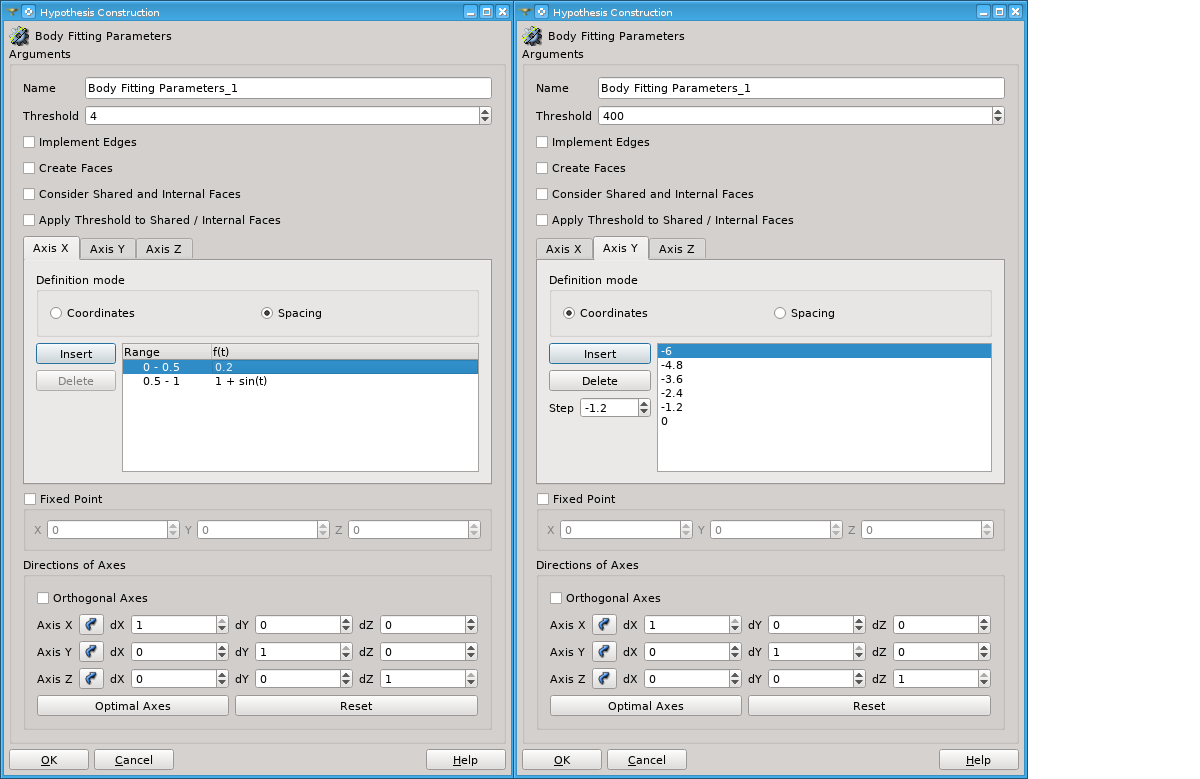 Hypothesis Construction
Body Fitting Parameters
Arguments
Name Body Fitting Parameters_1
Threshold 4
Implement Edges
Create Faces
Consider Shared and Internal Faces
Apply Threshold to Shared / Internal Faces
Axis X Axis Y Axis Z
Definition mode
Coordinates Spacing
Insert Range f(t)
0 - 0.5 0.2
Delete 0.5 - 1 1 + sin(t)
Fixed Point
X 0 Y 0 Z 0
Directions of Axes
Orthogonal Axes
Axis X dX 1 dY 0 dZ 0
Axis Y dX 0 dY 1 dZ 0
Axis Z dX 0 dY 0 dZ 1
Optimal Axes Reset
OK Cancel Help
Hypothesis Construction
Body Fitting Parameters
Arguments
Name Body Fitting Parameters_1
Threshold 400
Implement Edges
Create Faces
Consider Shared and Internal Faces
Apply Threshold to Shared / Internal Faces
Axis X Axis Y Axis Z
Definition mode
Coordinates Spacing
Insert -6
-4.8
Delete -3.6
-2.4
Step -1.2 -1.2
0
Fixed Point
X 0 Y 0 Z 0
Directions of Axes
Orthogonal Axes
Axis X dX 1 dY 0 dZ 0
Axis Y dX 0 dY 1 dZ 0
Axis Z dX 0 dY 0 dZ 1
Optimal Axes Reset
OK Cancel Help